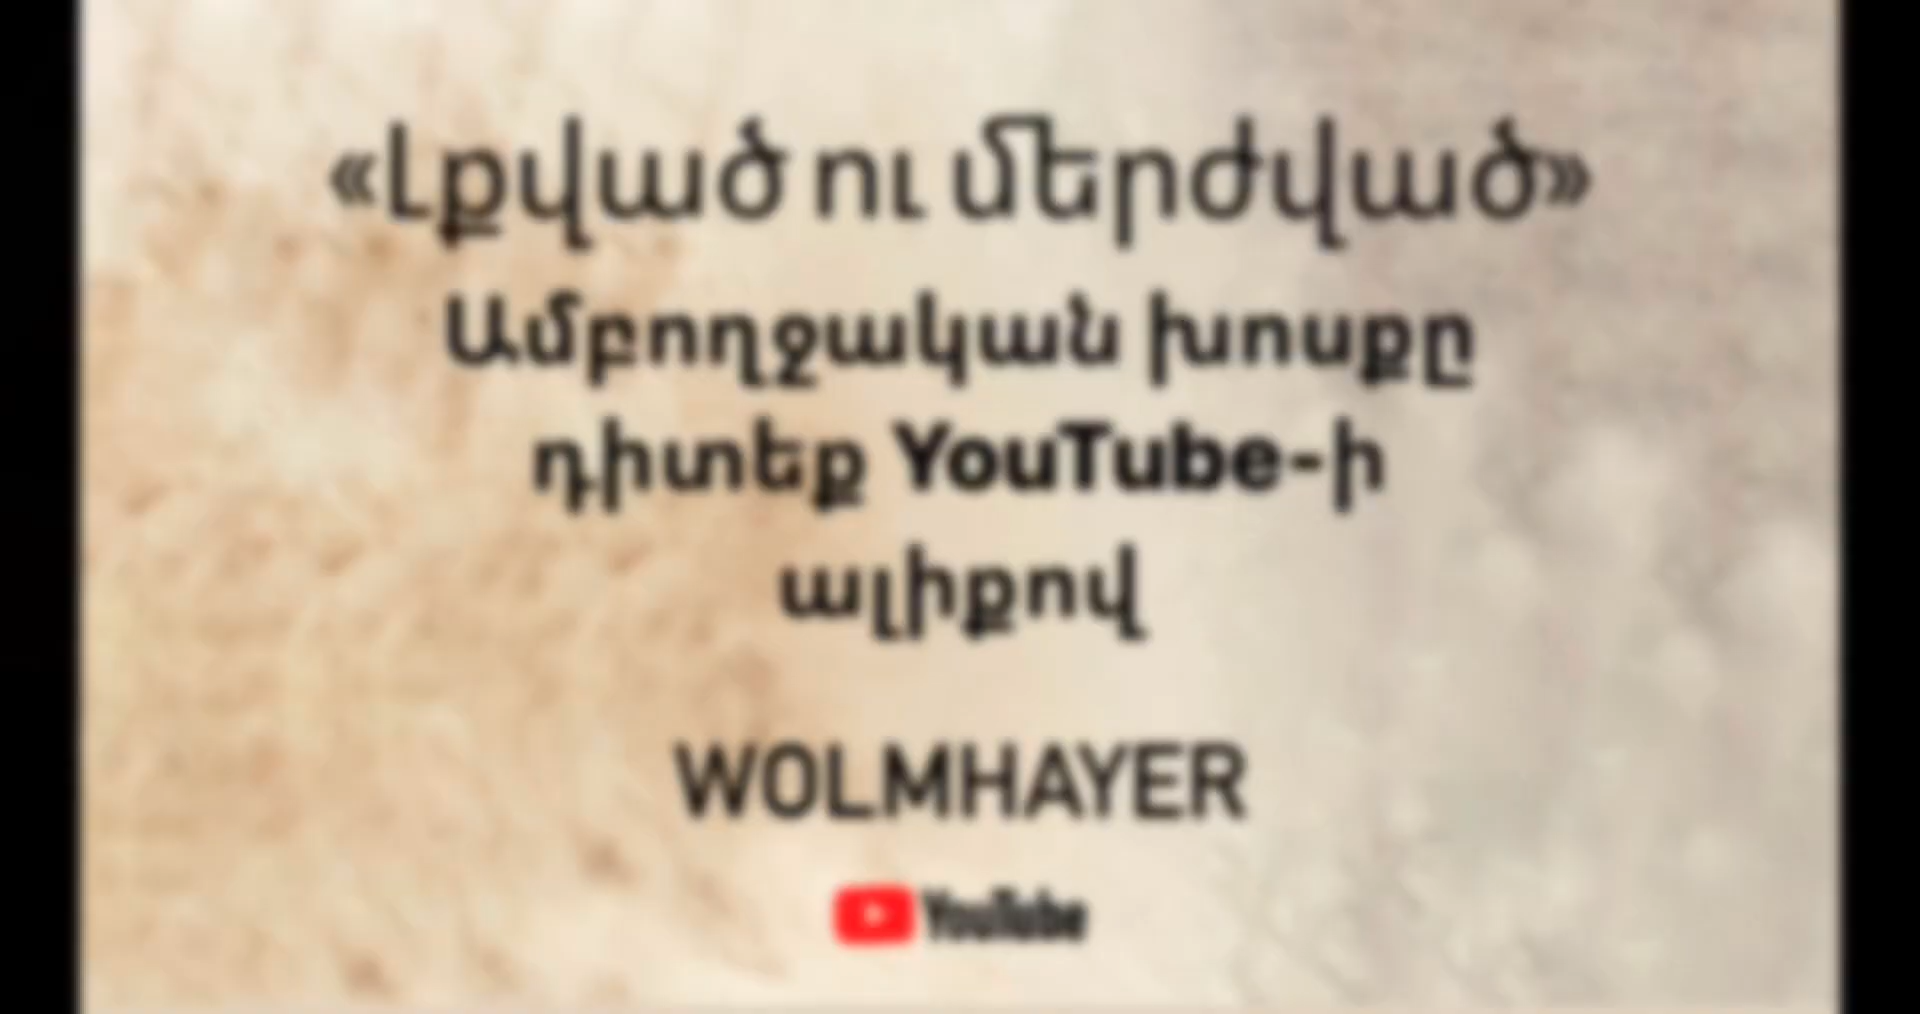 «Լքված ու մերժված»
Ամբողջական խոսքը
դիտեք YouTube-ի
ալիքով
WOLMHAYER
YouTube